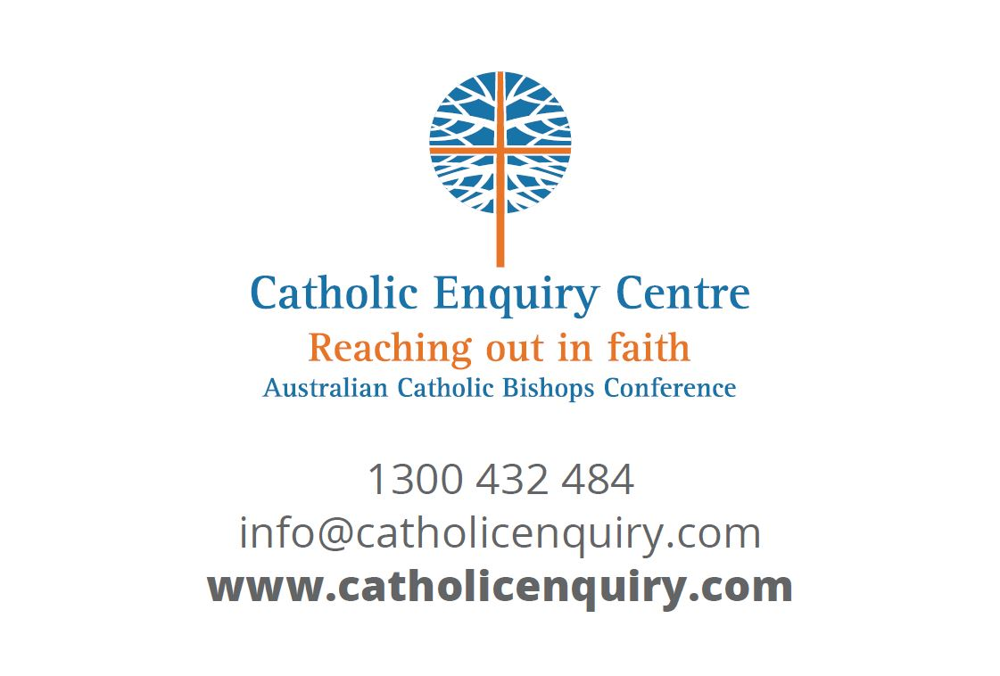 Catholic Enquiry Centre
Reaching out in faith
Australian Catholic Bishops Conference
1300 432 484
info@catholicenquiry.com
www.catholicenquiry.com